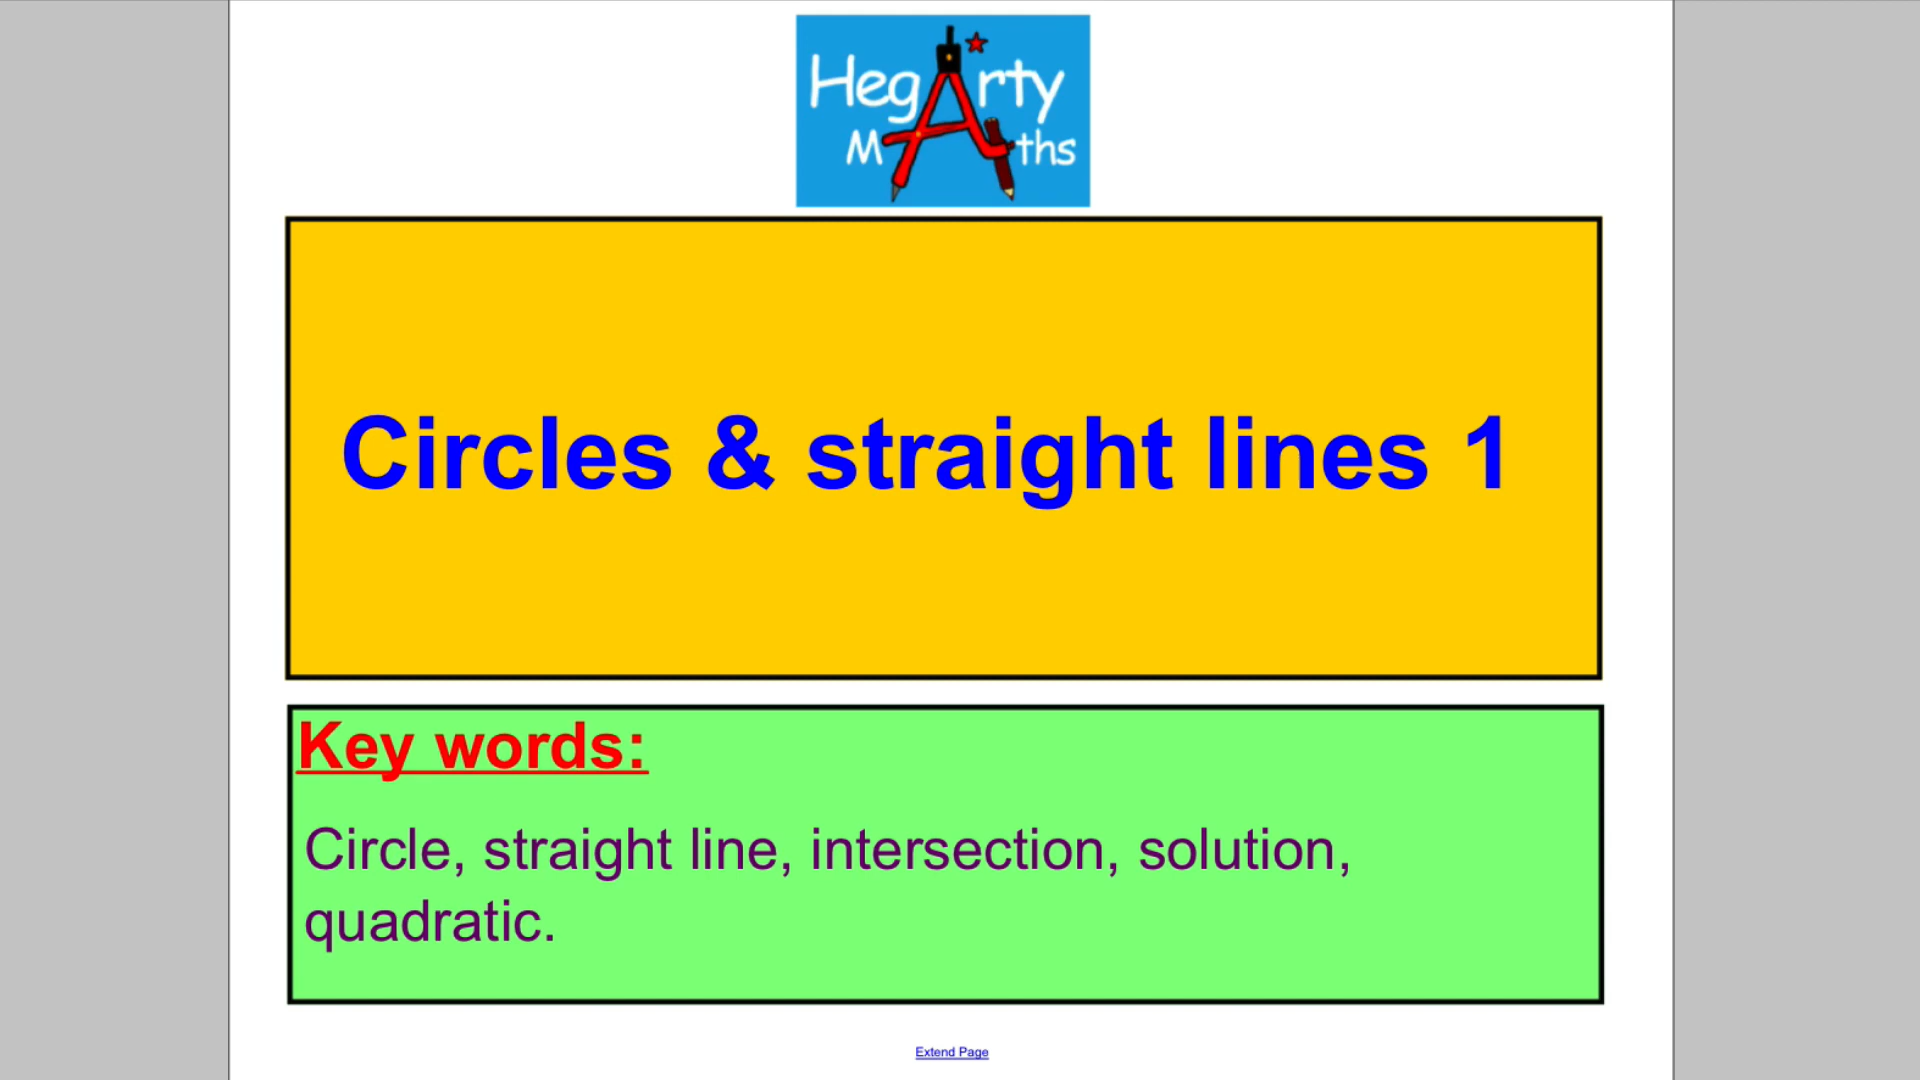 Hegarty
Maths
Circles & straight lines 1
Key words:
Circle, straight line, intersection, solution,
quadratic.
Extend Page